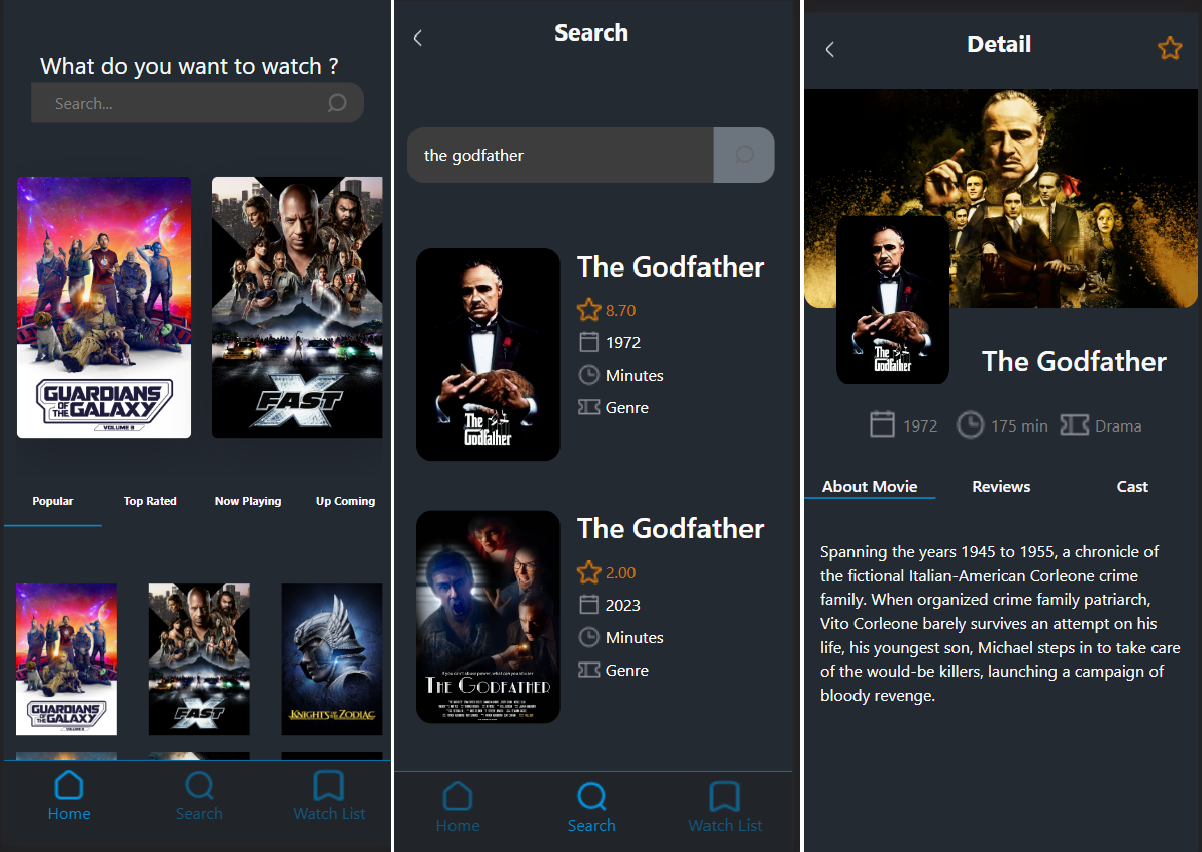 What do you want to watch ?
Search...
GUARDIANS
OF THE GALAXY
VOLUME 3
FAST
X
Popular
Top Rated
Now Playing
Up Coming
GUARDIANS
OF THE GALAXY
VOLUME 3
FAST
X
KNIGHTS OF THE ZODIAC
Home
Search
Watch List
Search
the godfather
The
Godfather
The Godfather
8.70
1972
Minutes
Genre
THE GODFATHER
The Godfather
2.00
2023
Minutes
Genre
Home
Search
Watch List
Detail
The
Godfather
The Godfather
1972
175 min
Drama
About Movie
Reviews
Cast
Spanning the years 1945 to 1955, a chronicle of
the fictional Italian-American Corleone crime
family. When organized crime family patriarch,
Vito Corleone barely survives an attempt on his
life, his youngest son, Michael steps in to take care
of the would-be killers, launching a campaign of
bloody revenge.